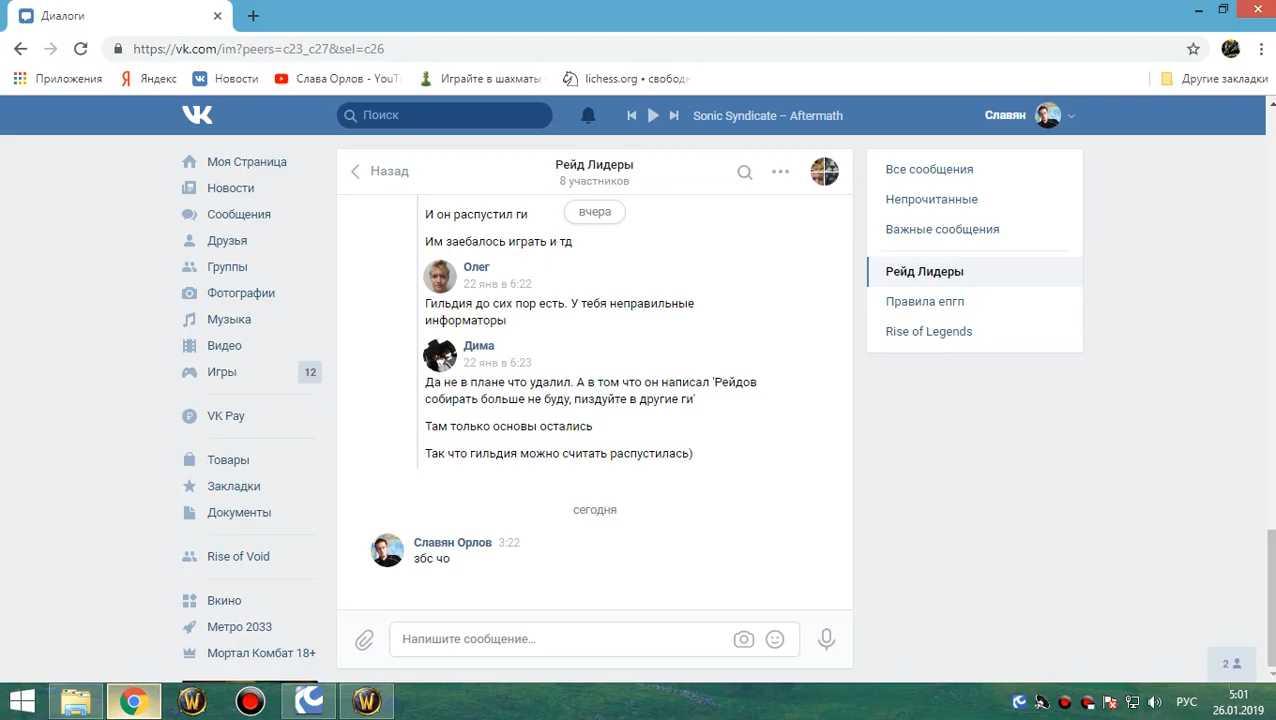 Диалоги
https://vk.com/im?peers=c23_c27&sel=c26
Приложения
Яндекс
Новости
Слава Орлов - YouT
Играйте в шахматы
lichess.org • свобод
Другие закладки
Поиск
Sonic Syndicate – Aftermath
Славян
Моя Страница
Новости
Сообщения
Друзья
Группы
Фотографии
Музыка
Видео
Игры
12
VK Pay
Товары
Закладки
Документы
Rise of Void
Вкино
Метро 2033
Мортал Комбат 18+
Назад
Рейд Лидеры
8 участников
вчера
И он распустил ги
Им заебалось играть и тд
Олег
22 янв в 6:22
Гильдия до сих пор есть. У тебя неправильные
информаторы
Дима
22 янв в 6:23
Да не в плане что удалил. А в том что он написал 'Рейдов
собирать больше не буду, пиздуйте в другие ги'
Там только основы остались
Так что гильдия можно считать распустилась)
сегодня
Славян Орлов 3:22
збс чо
Напишите сообщение...
Все сообщения
Непрочитанные
Важные сообщения
Рейд Лидеры
Правила епгп
Rise of Legends
2
РУС
5:01
26.01.2019